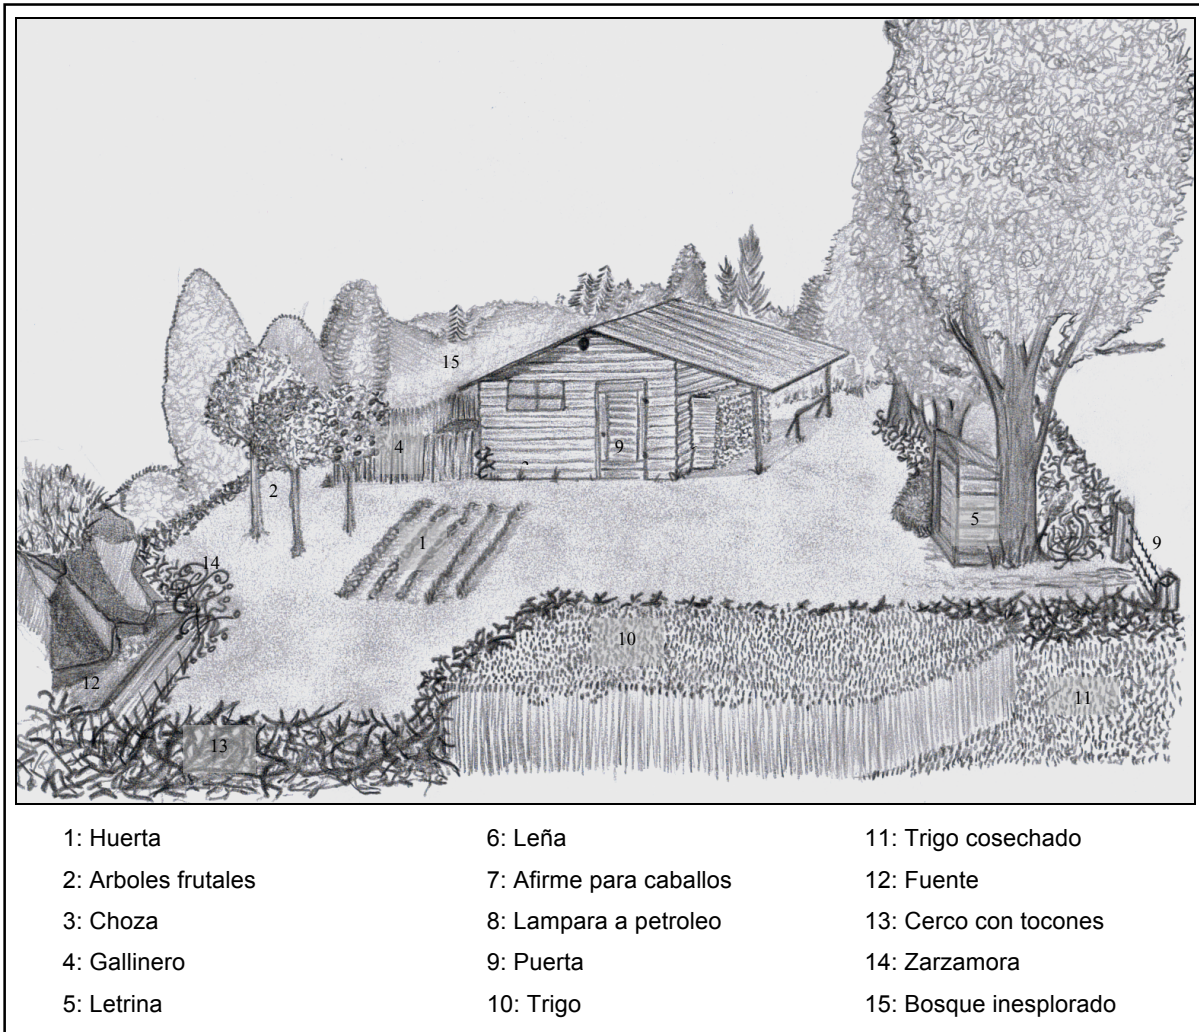 15
4
9
2
5
1
9
14
10
12
11
13
1: Huerta
2: Arboles frutales
3: Choza
4: Gallinero
5: Letrina
6: Leña
7: Afirme para caballos
8: Lampara a petroleo
9: Puerta
10: Trigo
11: Trigo cosechado
12: Fuente
13: Cerco con tocones
14: Zarzamora
15: Bosque inesplorado